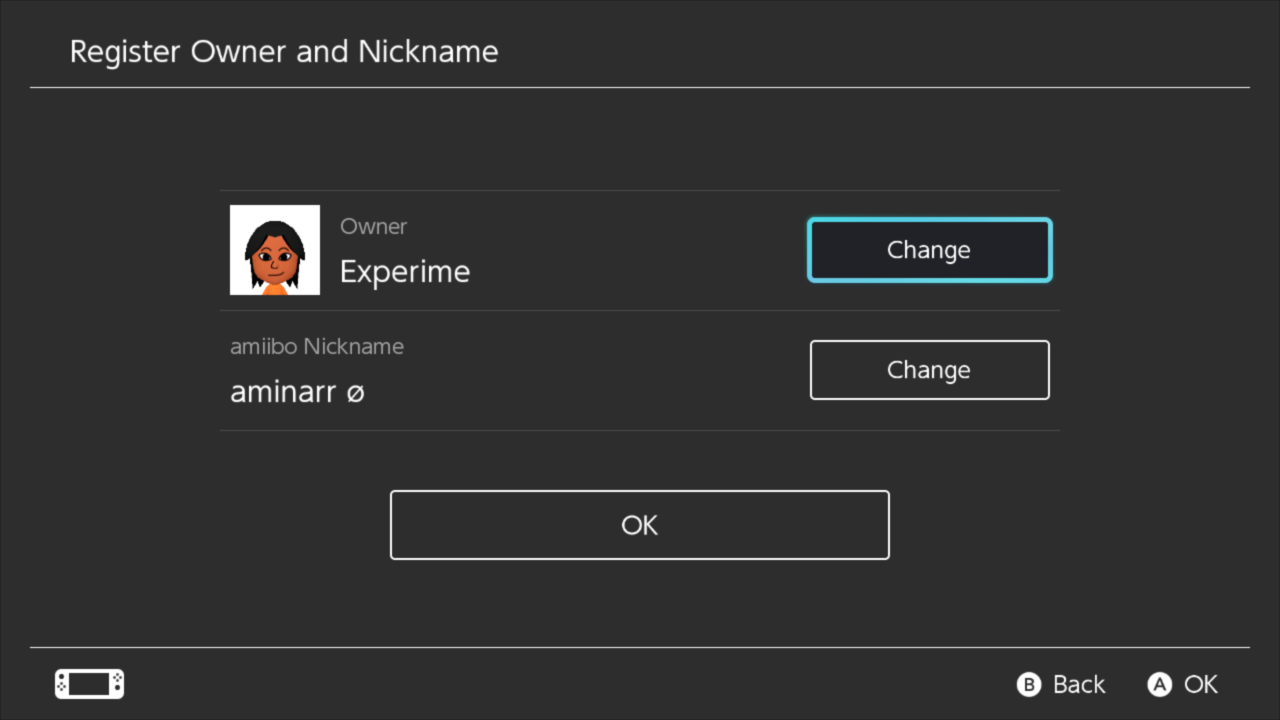 Register Owner and Nickname
Owner
Experime
Change
amiibo Nickname
aminarr ø
Change
OK
B Back A OK